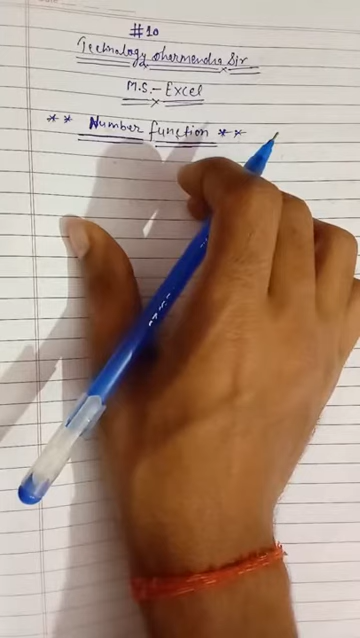 #10
Technology Dharmendra Sir
M.S.- Excel
** Number function **